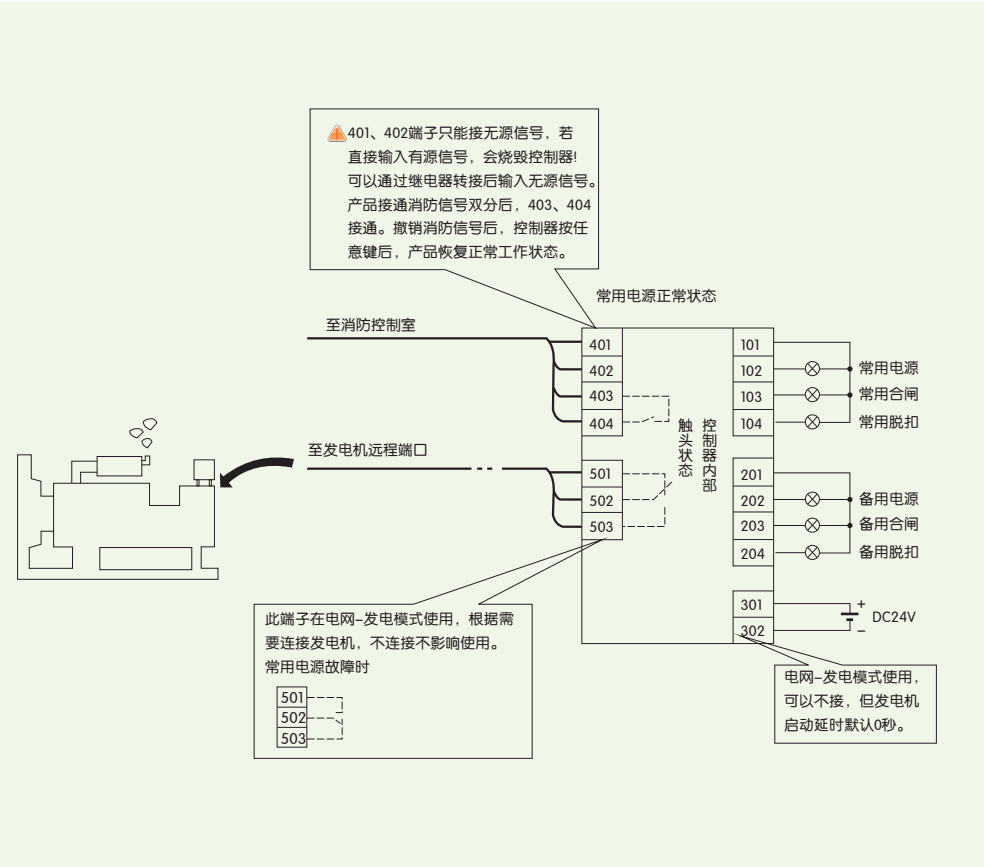 401、402端子只能接无源信号，若
直接输入有源信号，会烧毁控制器!
可以通过继电器转接后输入无源信号。
产品接通消防信号双分后，403、404
接通。撤销消防信号后，控制器按任
意键后，产品恢复正常工作状态。
常用电源正常状态
至消防控制室
401
402
403
404
至发电机远程端口
501
502
503
触头状态
控制器内部
101
102
103
104
常用电源
常用合闸
常用脱扣
201
202
203
204
备用电源
备用合闸
备用脱扣
301
302
+
−
DC24V
此端子在电网–发电模式使用，根据需
要连接发电机，不连接不影响使用。
常用电源故障时
501
502
503
电网–发电模式使用，
可以不接，但发电机
启动延时默认0秒。